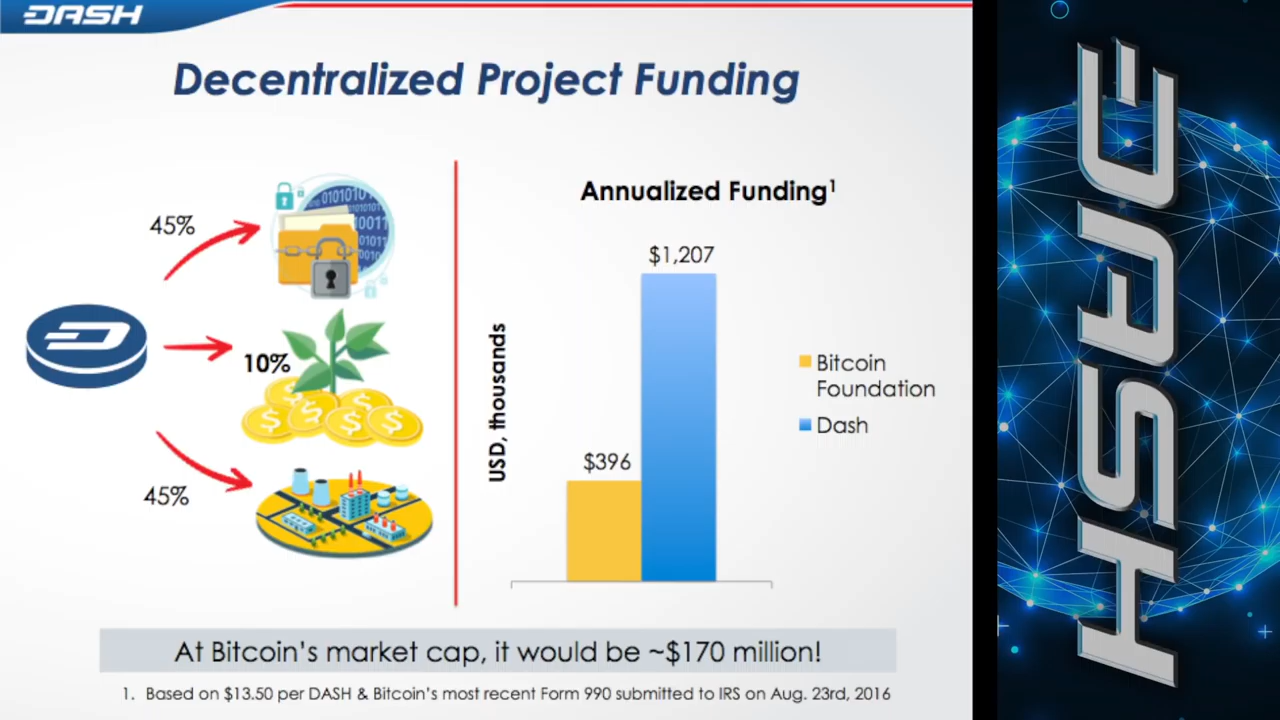 DASH
Decentralized Project Funding
45%
10%
45%
Annualized Funding¹
$1,207
$396
USD, thousands
Bitcoin
Foundation
Dash
At Bitcoin's market cap, it would be ~$170 million!
1. Based on $13.50 per DASH & Bitcoin's most recent Form 990 submitted to IRS on Aug. 23rd, 2016